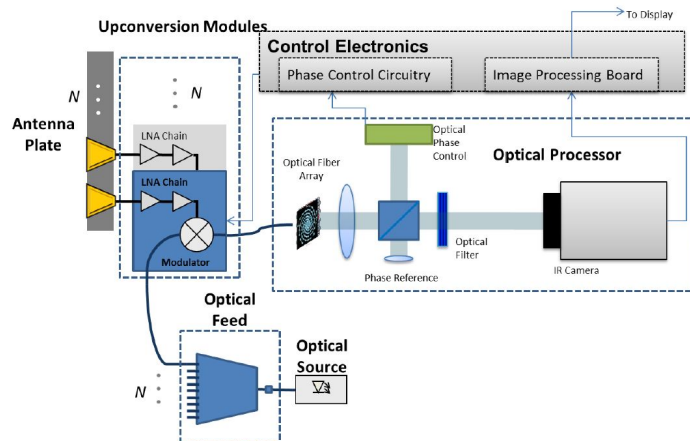 Upconversion Modules
To Display
Control Electronics
Phase Control Circuitry
Image Processing Board
N
N
Antenna
Plate
LNA Chain
LNA Chain
Modulator
Optical
Phase
Control
Optical Processor
Optical Fiber
Array
Optical
Filter
Phase Reference
IR Camera
Optical
Feed
Optical
Source
N